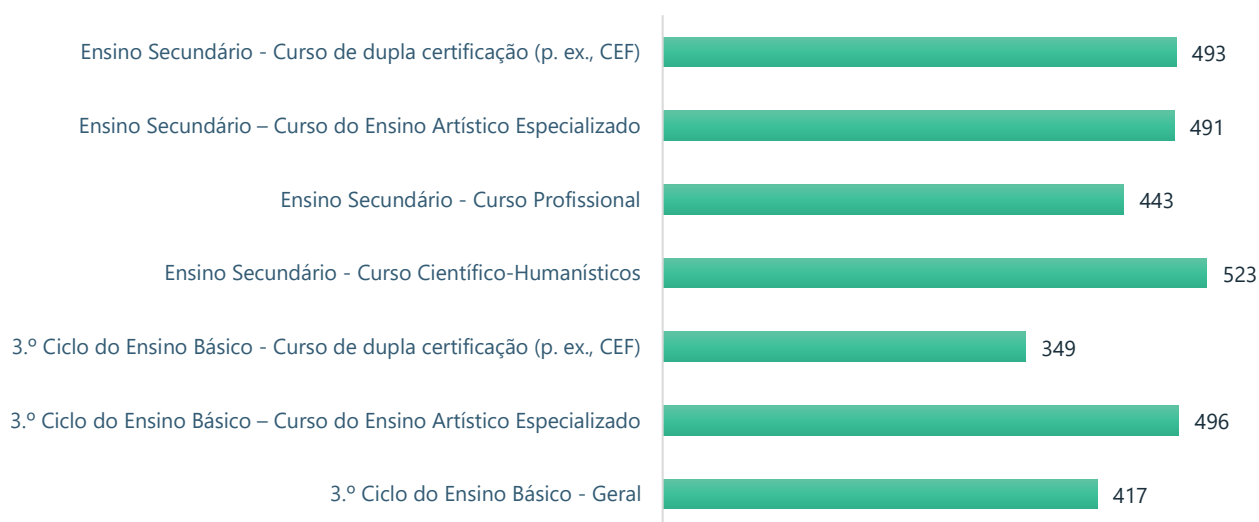 Ensino Secundário - Curso de dupla certificação (p. ex., CEF) 493
Ensino Secundário – Curso do Ensino Artístico Especializado 491
Ensino Secundário - Curso Profissional 443
Ensino Secundário - Curso Científico-Humanísticos 523
3.º Ciclo do Ensino Básico - Curso de dupla certificação (p. ex., CEF) 349
3.º Ciclo do Ensino Básico – Curso do Ensino Artístico Especializado 496
3.º Ciclo do Ensino Básico - Geral 417